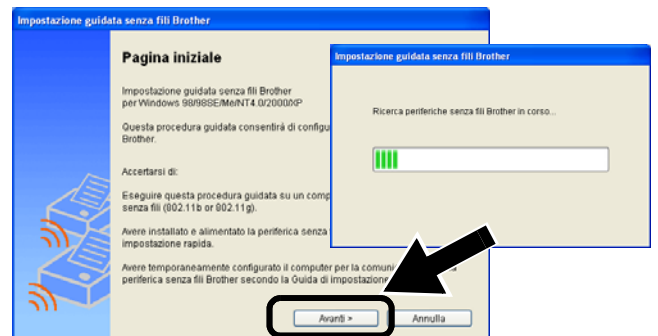 Impostazione guidata senza fili Brother
Pagina iniziale
Impostazione guidata senza fili Brother
per Windows 98/98SE/Me/NT4.0/2000/XP
Questa procedura guidata consentirà di configu
Brother.
Accertarsi di:
Eseguire questa procedura guidata su un comp
senza fili (802.11b or 802.11g).
Avere installato e alimentato la periferica senza
impostazione rapida.
Avere temporaneamente configurato il computer per la comuni
periferica senza fili Brother secondo la Guida di impostazione
Avanti >
Annulla
Impostazione guidata senza fili Brother
Ricerca periferiche senza fili Brother in corso...